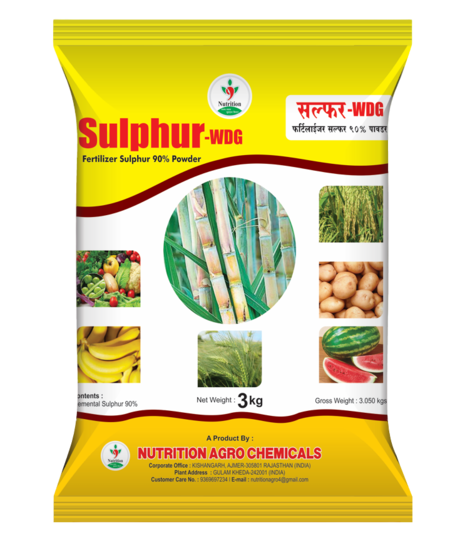 Nutrition
Sulphur-WDG
Fertilizer Sulphur 90% Powder
सल्फर-WDG
फर्टिलाईजर सल्फर ९०% पावडर
ontents :
emental Sulphur 90%
Net Weight : 3kg
Gross Weight : 3.050 kgs
A Product By :
Nutrition
NUTRITION AGRO CHEMICALS
Corporate Office : KISHANGARH, AJMER-305801 RAJASTHAN (INDIA)
Plant Address : GULAM KHEDA-242001 (INDIA)
Customer Care No. : 9369697234 I E-mail : nutritionagro4@gmail.com